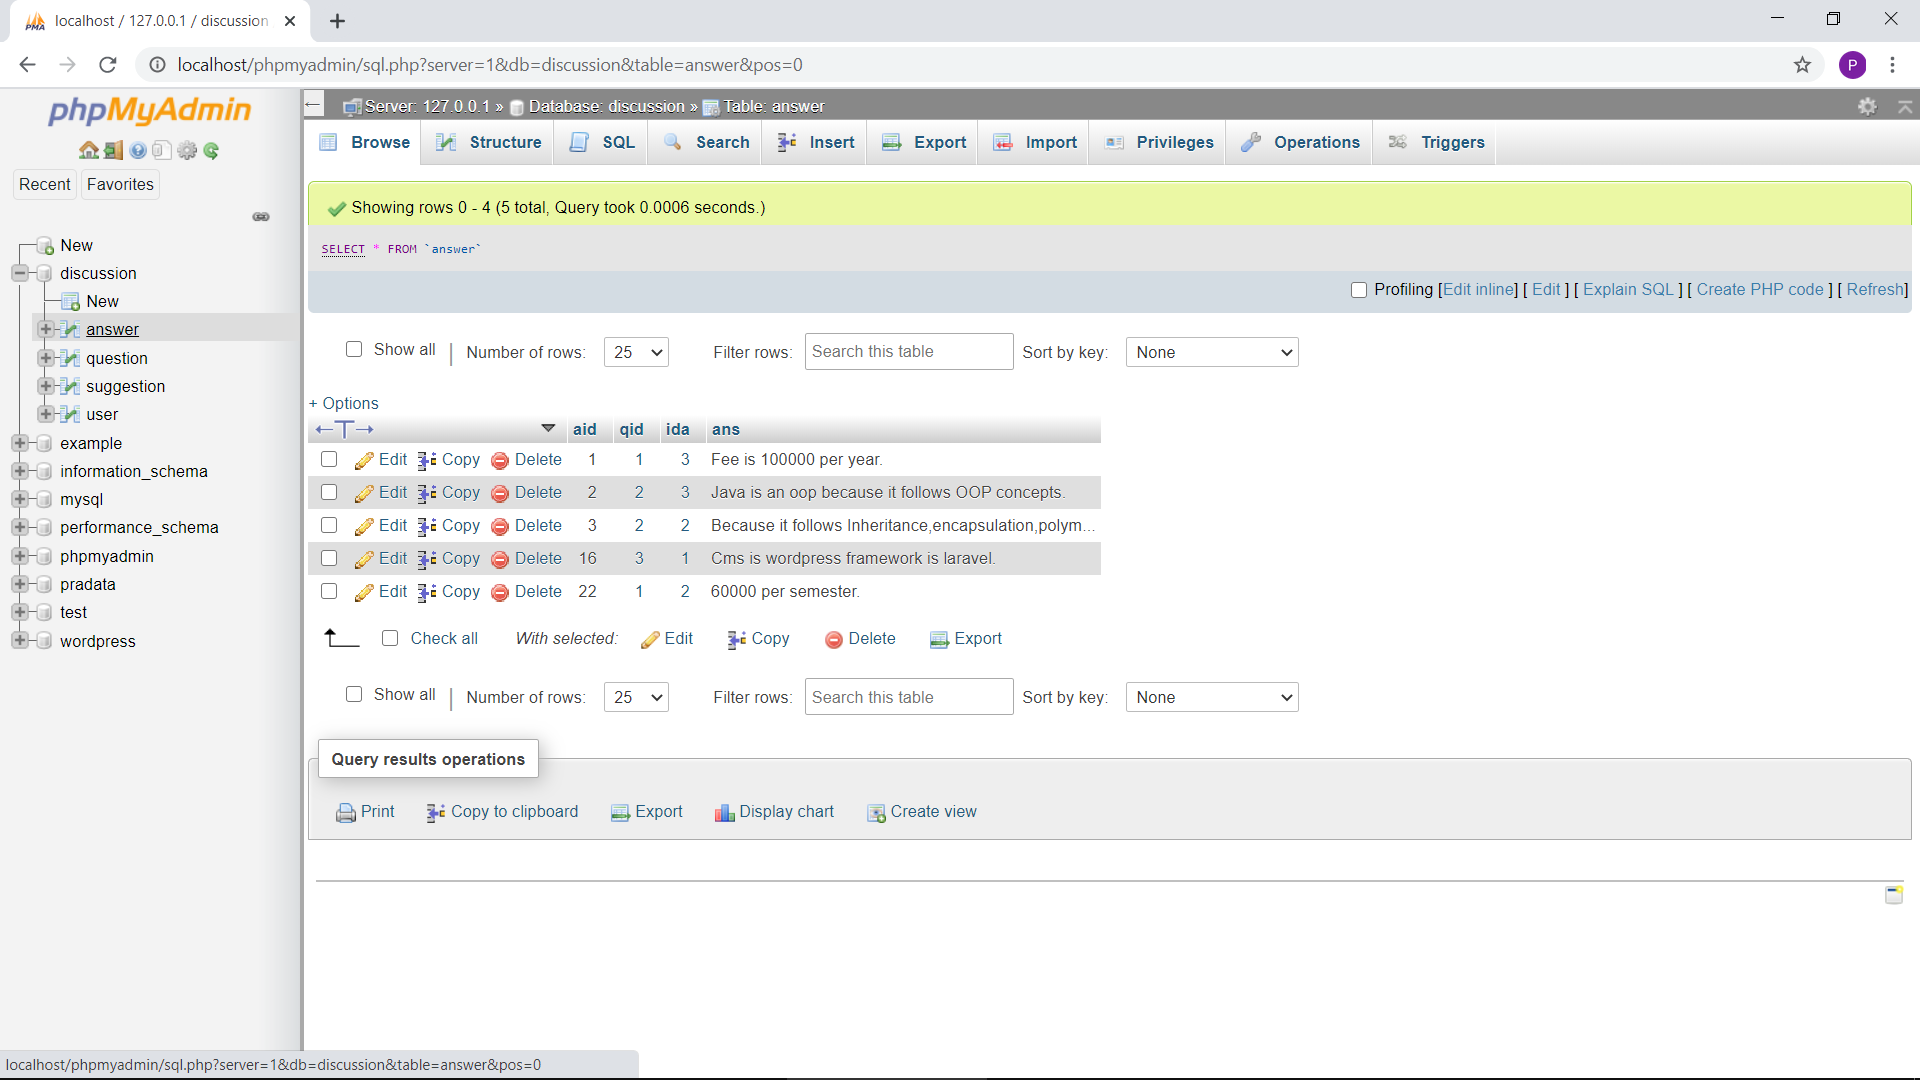 localhost / 127.0.0.1 / discussion
localhost/phpmyadmin/sql.php?server=1&db=discussion&table=answer&pos=0
P
phpMyAdmin
Recent Favorites
New
discussion
New
answer
question
suggestion
user
example
information_schema
mysql
performance_schema
phpmyadmin
pradata
test
wordpress
Server: 127.0.0.1 » Database: discussion » Table: answer
Browse Structure SQL Search Insert Export Import Privileges Operations Triggers
Showing rows 0 - 4 (5 total, Query took 0.0006 seconds.)
SELECT * FROM `answer`
Profiling [Edit inline] [ Edit ] [ Explain SQL ] [ Create PHP code ] [ Refresh]
Show all | Number of rows: 25 Filter rows: Search this table Sort by key: None
+ Options
←T→ aid qid ida ans
Edit Copy Delete 1 1 3 Fee is 100000 per year.
Edit Copy Delete 2 2 3 Java is an oop because it follows OOP concepts.
Edit Copy Delete 3 2 2 Because it follows Inheritance,encapsulation,polym...
Edit Copy Delete 16 3 1 Cms is wordpress framework is laravel.
Edit Copy Delete 22 1 2 60000 per semester.
Check all With selected: Edit Copy Delete Export
Show all | Number of rows: 25 Filter rows: Search this table Sort by key: None
Query results operations
Print Copy to clipboard Export Display chart Create view
localhost/phpmyadmin/sql.php?server=1&db=discussion&table=answer&pos=0